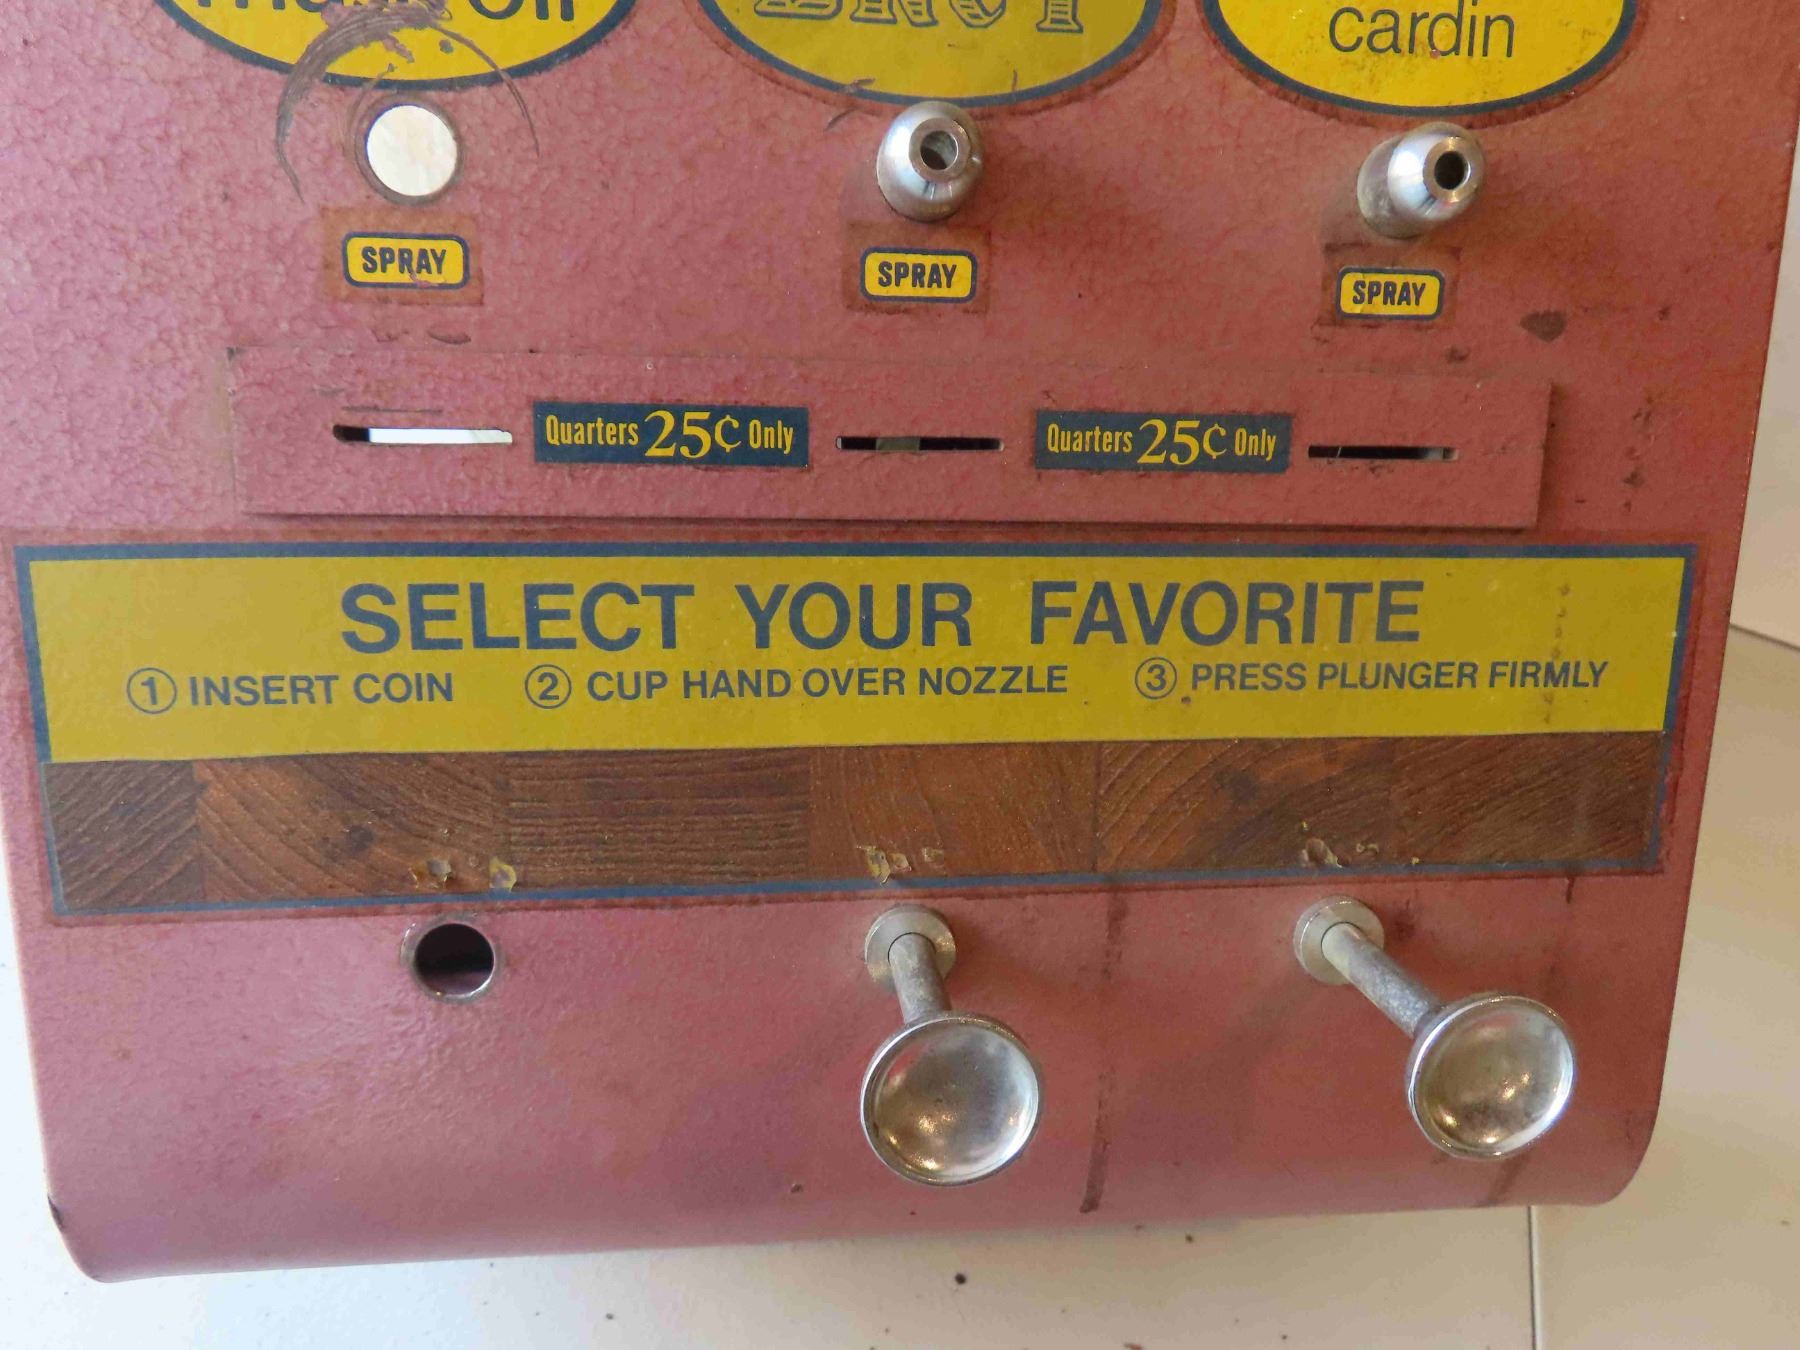 cardin
SPRAY
SPRAY
SPRAY
Quarters 25¢ Only
Quarters 25¢ Only
SELECT YOUR FAVORITE
① INSERT COIN ② CUP HAND OVER NOZZLE ③ PRESS PLUNGER FIRMLY